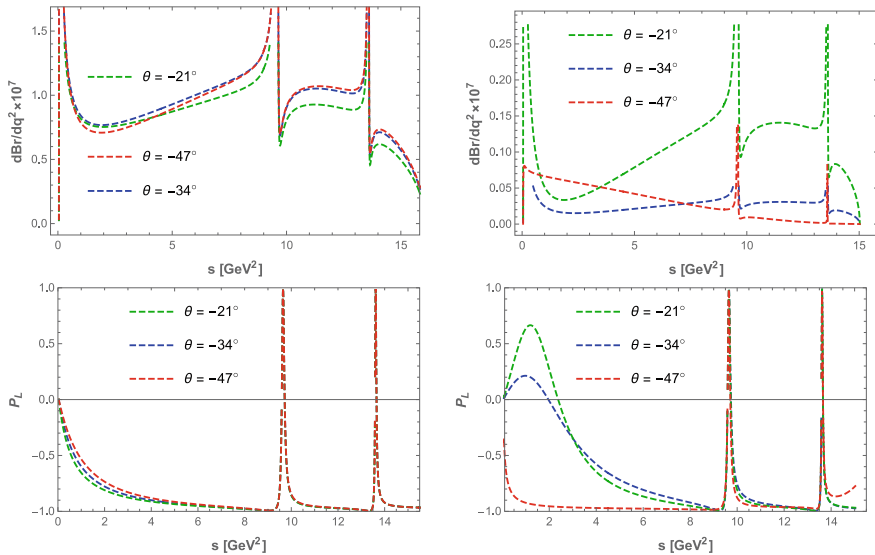 dBr/dq² ×10⁷
1.5
1.0
0.5
0.0
θ = −21°
θ = −47°
θ = −34°
0 5 10 15
s [GeV²]
dBr/dq² ×10⁷
0.25
0.20
0.15
0.10
0.05
0.00
θ = −21°
θ = −34°
θ = −47°
0 5 10 15
s [GeV²]
P_L
1.0
0.5
0.0
−0.5
−1.0
θ = −21°
θ = −34°
θ = −47°
0 2 4 6 8 10 12 14
s [GeV²]
P_L
1.0
0.5
0.0
−0.5
−1.0
θ = −21°
θ = −34°
θ = −47°
0 2 4 6 8 10 12 14
s [GeV²]